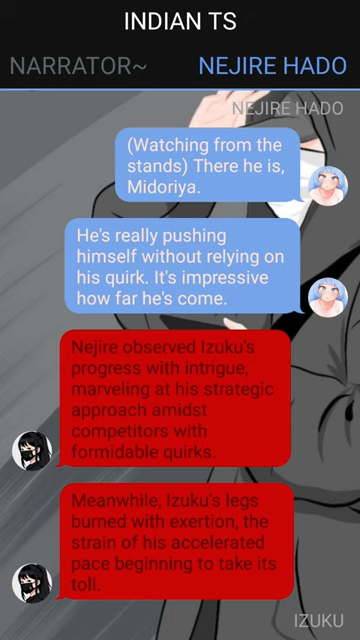 INDIAN TS
NARRATOR~ NEJIRE HADO
NEJIRE HADO
(Watching from the
stands) There he is,
Midoriya.
He's really pushing
himself without relying on
his quirk. It's impressive
how far he's come.
Nejire observed Izuku's
progress with intrigue,
marveling at his strategic
approach amidst
competitors with
formidable quirks.
Meanwhile, Izuku's legs
burned with exertion, the
strain of his accelerated
pace beginning to take its
toll.
IZUKU